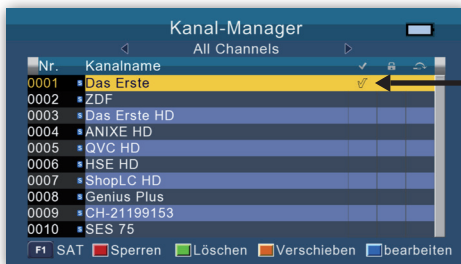 Kanal-Manager
All Channels
Nr. Kanalname
0001 S Das Erste
0002 S ZDF
0003 S Das Erste HD
0004 S ANIXE HD
0005 S QVC HD
0006 S HSE HD
0007 S ShopLC HD
0008 S Genius Plus
0009 S CH-21199153
0010 S SES 75
F1 SAT Sperren Löschen Verschieben bearbeiten